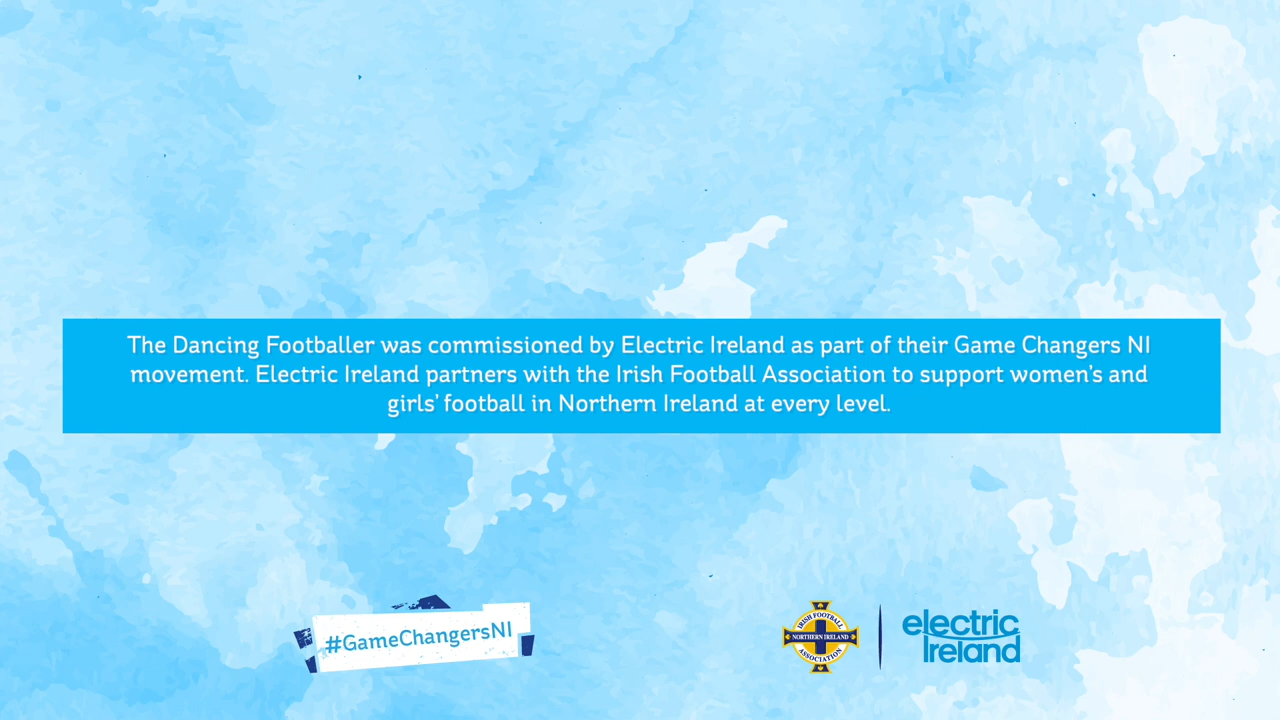 The Dancing Footballer was commissioned by Electric Ireland as part of their Game Changers NI
movement. Electric Ireland partners with the Irish Football Association to support women's and
girls' football in Northern Ireland at every level.
#GameChangersNI
IRISH FOOTBALL
NORTHERN IRELAND
ASSOCIATION
electric
Ireland